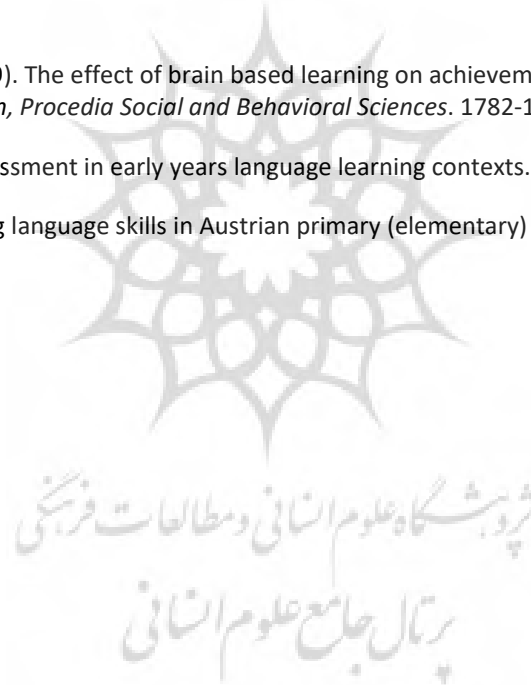 ). The effect of brain based learning on achievem
n, Procedia Social and Behavioral Sciences. 1782-1
ssment in early years language learning contexts.
g language skills in Austrian primary (elementary)
پژوهشگاه علوم انسانی و مطالعات فرهنگی
پرتال جامع علوم انسانی